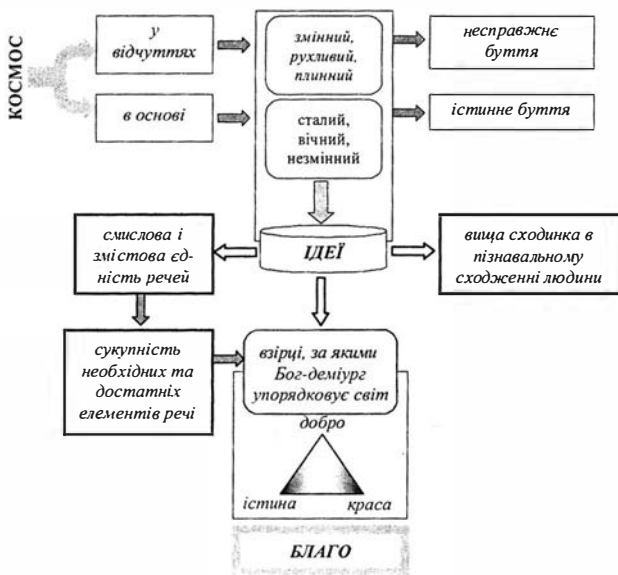 КОСМОС
у
відчуттях
змінний,
рухливий,
плинний
несправжнє
буття
в основі
сталий,
вічний,
незмінний
істинне буття
смислова і
змістова єд-
ність речей
ІДЕЇ
вища сходинка в
пізнавальному
сходженні людини
сукупність
необхідних та
достатніх
елементів речі
взірці, за якими
Бог-деміург
упорядковує світ
добро
істина краса
БЛАГО